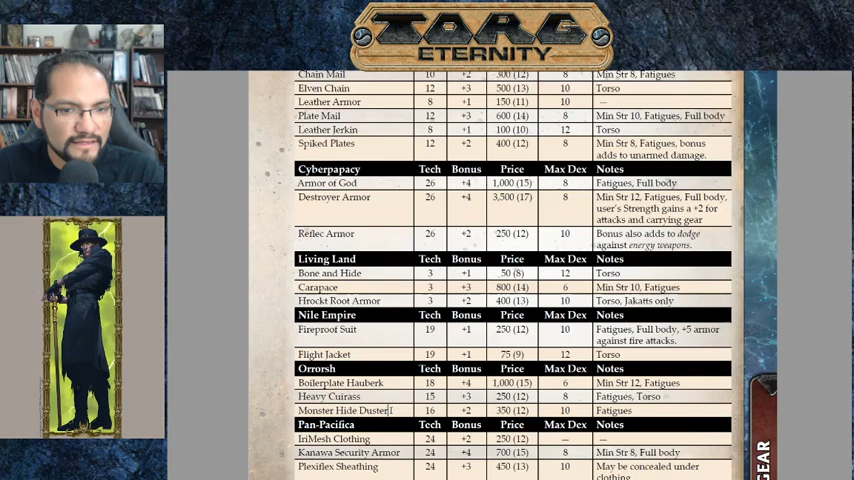 TORG
ETERNITY
Chain Mail 10 +2 300 (12) 8 Min Str 8, Fatigues
Elven Chain 12 +3 500 (13) 10 Torso
Leather Armor 8 +1 150 (11) 10 —
Plate Mail 12 +3 600 (14) 8 Min Str 10, Fatigues, Full body
Leather Jerkin 8 +1 100 (10) 12 Torso
Spiked Plates 12 +2 400 (12) 8 Min Str 8, Fatigues, bonus
adds to unarmed damage.
Cyberpapacy Tech Bonus Price Max Dex Notes
Armor of God 26 +4 1,000 (15) 8 Fatigues, Full body
Destroyer Armor 26 +4 3,500 (17) 8 Min Str 12, Fatigues, Full body,
user's Strength gains a +2 for
attacks and carrying gear
Réflec Armor 26 +2 250 (12) 10 Bonus also adds to dodge
against energy weapons.
Living Land Tech Bonus Price Max Dex Notes
Bone and Hide 3 +1 50 (8) 12 Torso
Carapace 3 +3 800 (14) 6 Min Str 10, Fatigues
Hrockt Root Armor 3 +2 400 (13) 10 Torso, Jakatts only
Nile Empire Tech Bonus Price Max Dex Notes
Fireproof Suit 19 +1 250 (12) 10 Fatigues, Full body, +5 armor
against fire attacks.
Flight Jacket 19 +1 75 (9) 12 Torso
Orrorsh Tech Bonus Price Max Dex Notes
Boilerplate Hauberk 18 +4 1,000 (15) 6 Min Str 12, Fatigues
Heavy Cuirass 15 +3 250 (12) 8 Fatigues, Torso
Monster Hide Duster 16 +2 350 (12) 10 Fatigues
Pan-Pacifica Tech Bonus Price Max Dex Notes
IriMesh Clothing 24 +2 250 (12) — —
Kanawa Security Armor 24 +4 700 (15) 8 Min Str 8, Full body
Plexiflex Sheathing 24 +3 450 (13) 10 May be concealed under
clothing
GEAR